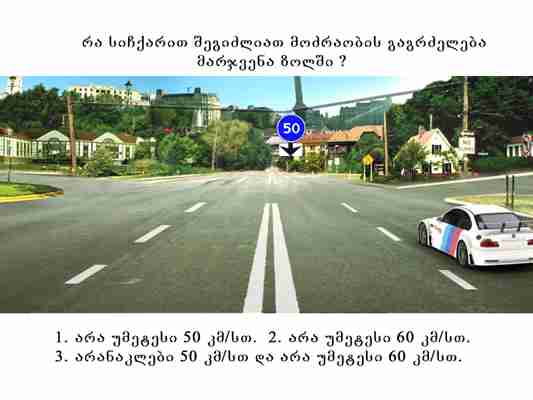 რა სიჩქარით შეგიძლიათ მოძრაობის გაგრძელება
მარჯვენა ზოლში ?
50
1. არა უმეტესი 50 კმ/სთ. 2. არა უმეტესი 60 კმ/სთ.
3. არანაკლები 50 კმ/სთ და არა უმეტესი 60 კმ/სთ.